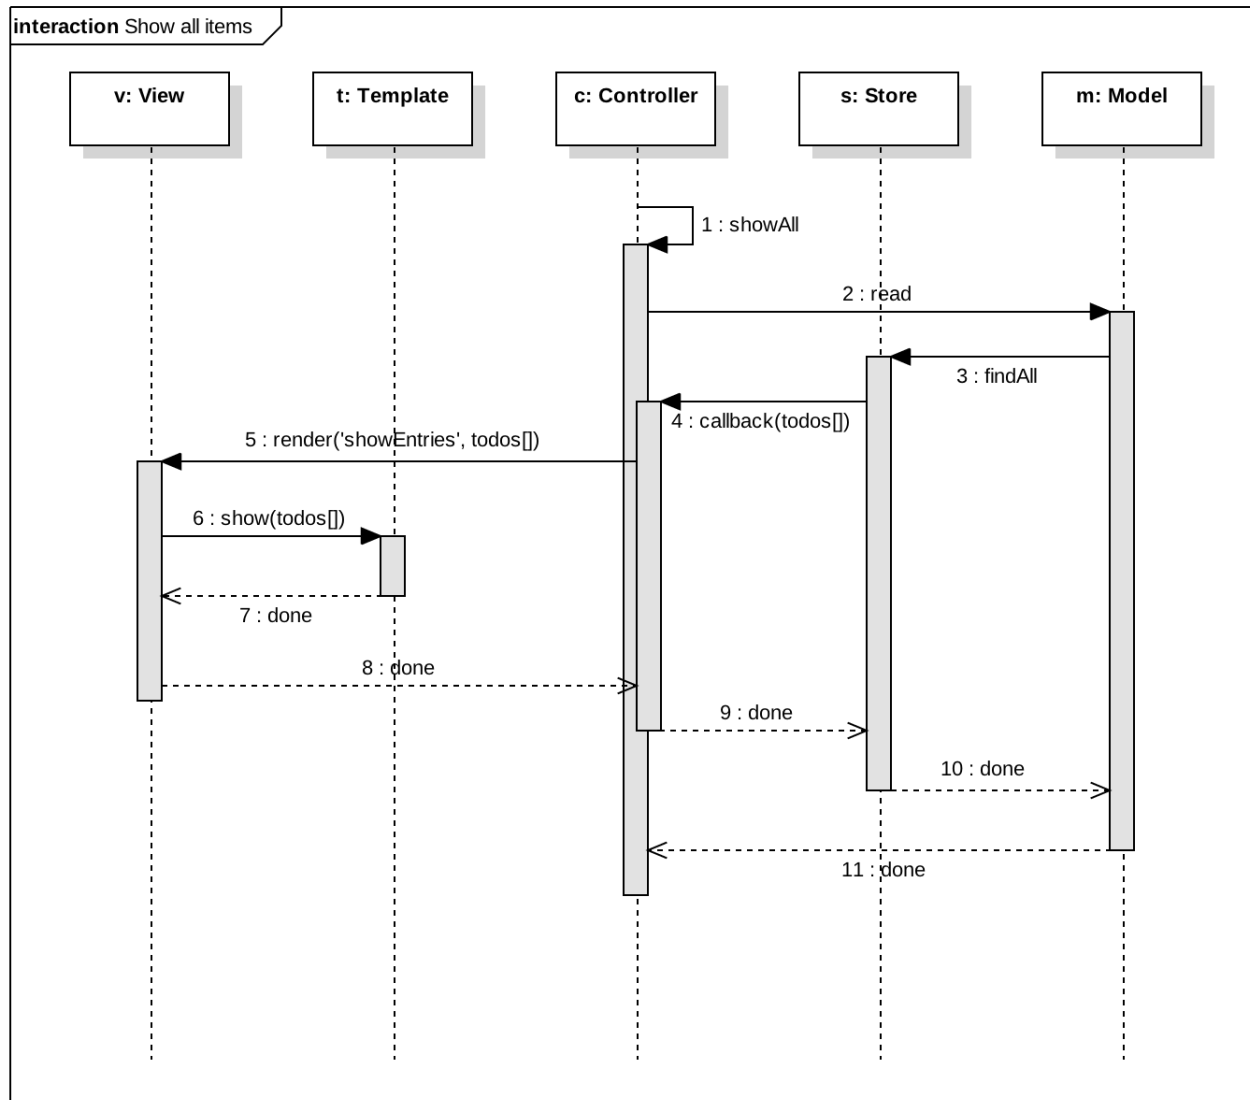 interaction Show all items
v: View
t: Template
c: Controller
s: Store
m: Model
1 : showAll
2 : read
3 : findAll
4 : callback(todos[])
5 : render('showEntries', todos[])
6 : show(todos[])
7 : done
8 : done
9 : done
10 : done
11 : done